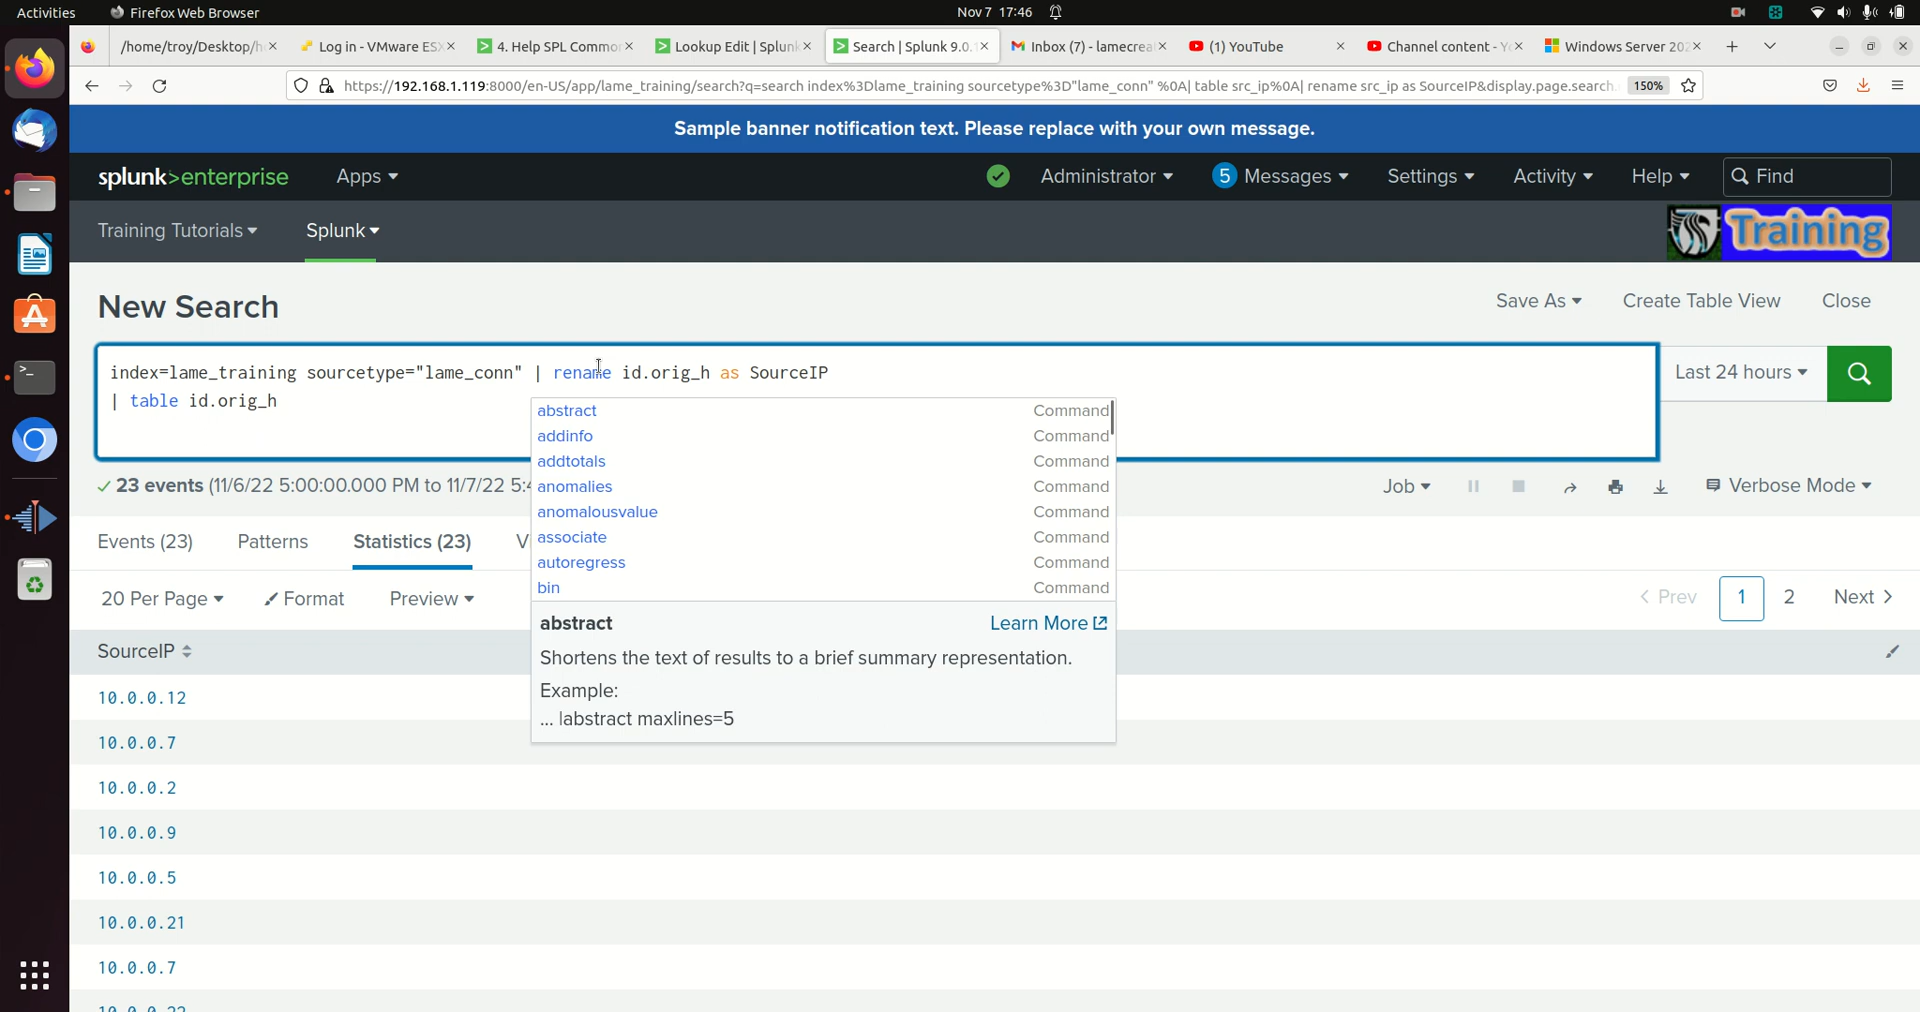 Activities
Firefox Web Browser
Nov 7 17:46
/home/troy/Desktop/h
Log in - VMware ESX
4. Help SPL Commo
Lookup Edit | Splunk
Search | Splunk 9.0.
Inbox (7) - lamecrea
(1) YouTube
Channel content - Yo
Windows Server 202
https://192.168.1.119:8000/en-US/app/lame_training/search?q=search index%3Dlame_training sourcetype%3D"lame_conn" %0A| table src_ip%0A| rename src_ip as SourceIP&display.page.search.
150%
Sample banner notification text. Please replace with your own message.
splunk>enterprise
Apps
Administrator
5
Messages
Settings
Activity
Help
Find
Training Tutorials
Splunk
Training
New Search
Save As
Create Table View
Close
index=lame_training sourcetype="lame_conn" | rename id.orig_h as SourceIP
Last 24 hours
| table id.orig_h
abstract Command
addinfo Command
addtotals Command
anomalies Command
anomalousvalue Command
associate Command
autoregress Command
bin Command
abstract
Learn More
Shortens the text of results to a brief summary representation.
Example:
... |abstract maxlines=5
23 events (11/6/22 5:00:00.000 PM to 11/7/22 5:4
Job
Verbose Mode
Events (23)
Patterns
Statistics (23)
V
20 Per Page
Format
Preview
Prev
1
2
Next
SourceIP
10.0.0.12
10.0.0.7
10.0.0.2
10.0.0.9
10.0.0.5
10.0.0.21
10.0.0.7